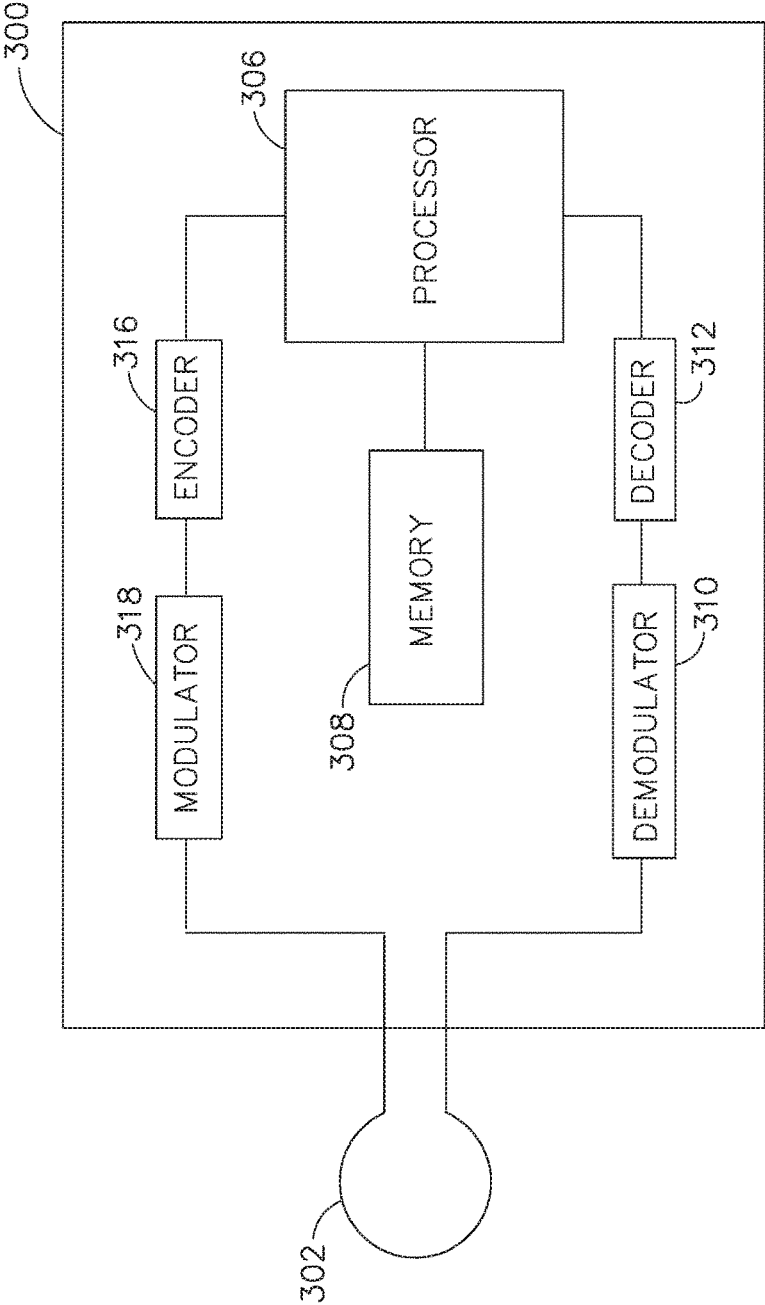 300
306
PROCESSOR
316
ENCODER
312
DECODER
MEMORY
308
318
MODULATOR
310
DEMODULATOR
302